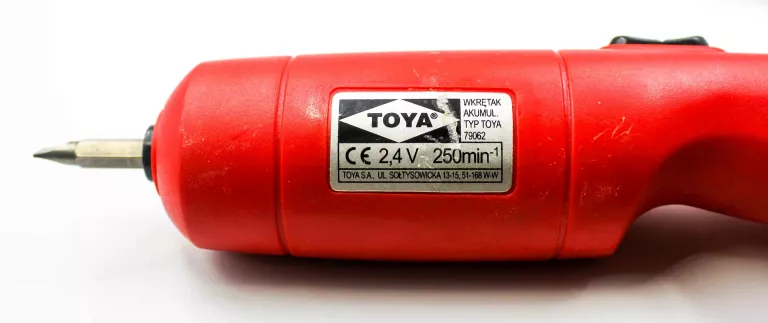 TOYA®
WKRĘTAK
AKUMUL.
TYP TOYA
79062
CE 2,4 V 250min-1
TOYA S.A., UL. SOŁTYSOWICKA 13-15, 51-168 W-W